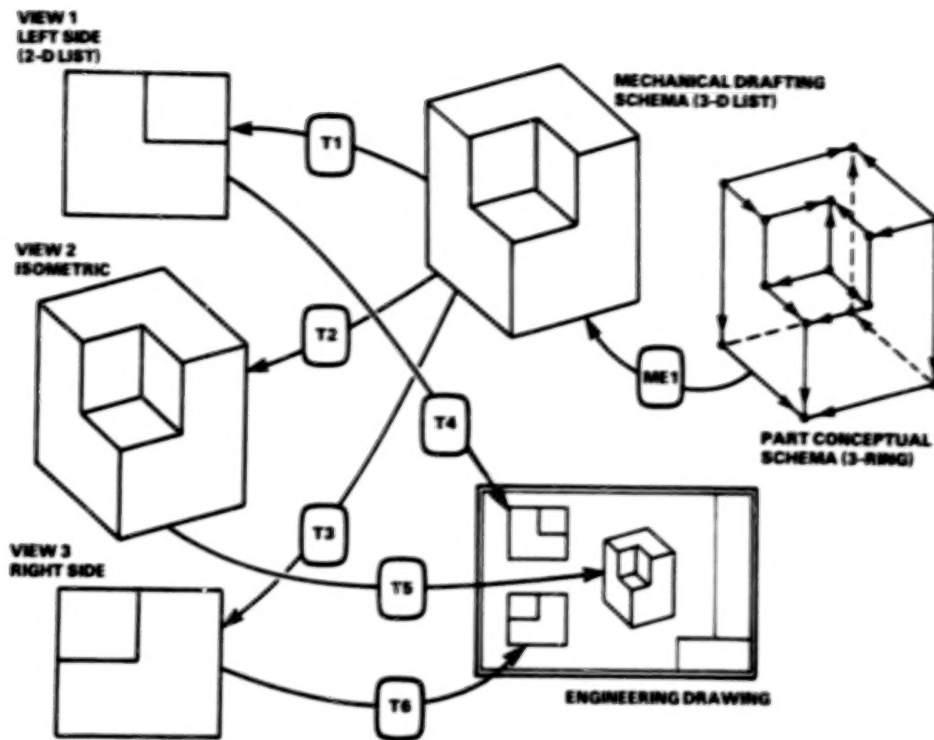 VIEW 1
LEFT SIDE
(2-D LIST)
MECHANICAL DRAFTING
SCHEMA (3-D LIST)
T1
VIEW 2
ISOMETRIC
T2
ME1
T4
PART CONCEPTUAL
SCHEMA (3-RING)
T3
VIEW 3
RIGHT SIDE
T5
ENGINEERING DRAWING
T6